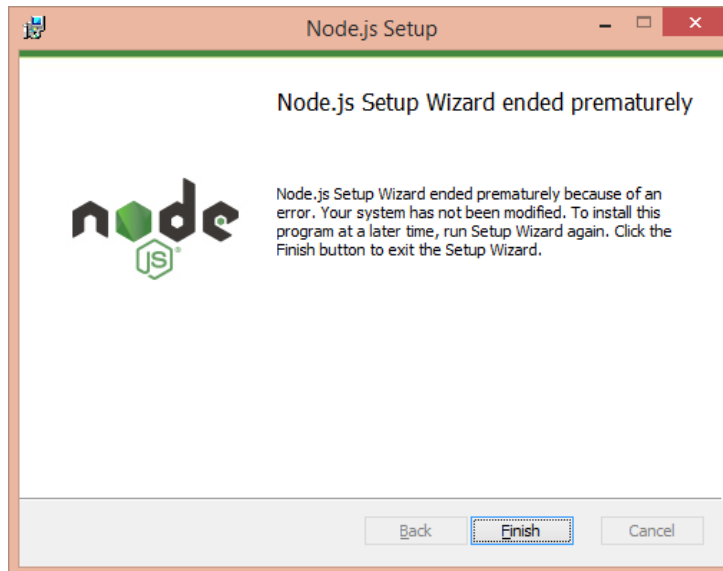 Node.js Setup
Node.js Setup Wizard ended prematurely
Node.js Setup Wizard ended prematurely because of an
error. Your system has not been modified. To install this
program at a later time, run Setup Wizard again. Click the
Finish button to exit the Setup Wizard.
node
JS
Back Finish Cancel